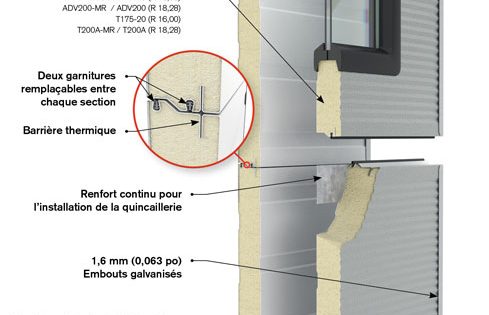 ADV200-MR / ADV200 (R 18,28)
T175-20 (R 16,00)
T200A-MR / T200A (R 18,28)
Deux garnitures
remplaçables entre
chaque section
Barrière thermique
Renfort continu pour
l'installation de la quincaillerie
1,6 mm (0,063 po)
Embouts galvanisés